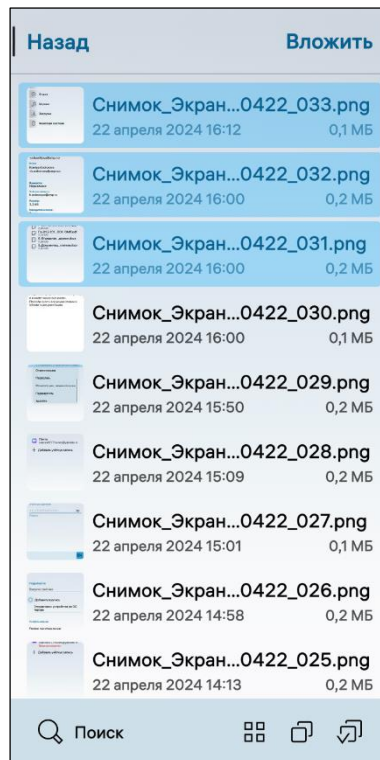 Назад Вложить
Снимок_Экран...0422_033.png
22 апреля 2024 16:12 0,1 МБ
Снимок_Экран...0422_032.png
22 апреля 2024 16:00 0,2 МБ
Снимок_Экран...0422_031.png
22 апреля 2024 16:00 0,2 МБ
Снимок_Экран...0422_030.png
22 апреля 2024 16:00 0,1 МБ
Снимок_Экран...0422_029.png
22 апреля 2024 15:50 0,2 МБ
Снимок_Экран...0422_028.png
22 апреля 2024 15:09 0,2 МБ
Снимок_Экран...0422_027.png
22 апреля 2024 15:01 0,1 МБ
Снимок_Экран...0422_026.png
22 апреля 2024 14:58 0,2 МБ
Снимок_Экран...0422_025.png
22 апреля 2024 14:13 0,2 МБ
Поиск